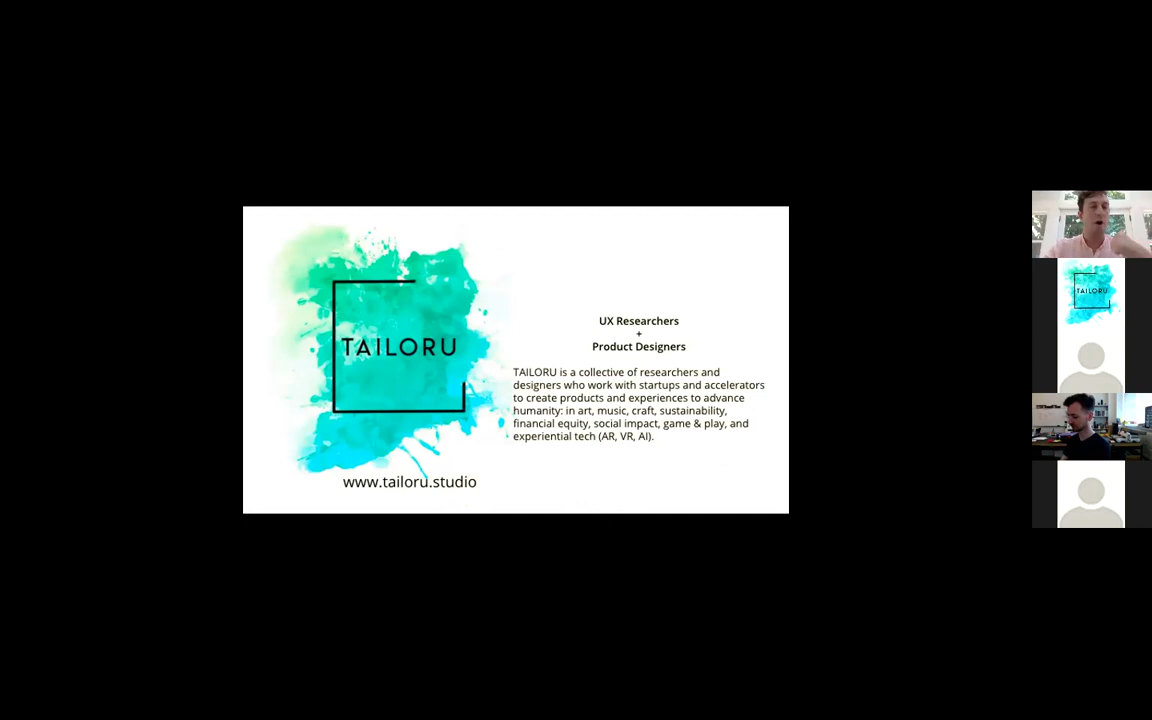 TAILORU
www.tailoru.studio
UX Researchers
+
Product Designers
TAILORU is a collective of researchers and
designers who work with startups and accelerators
to create products and experiences to advance
humanity: in art, music, craft, sustainability,
financial equity, social impact, game & play, and
experiential tech (AR, VR, AI).
TAILORU